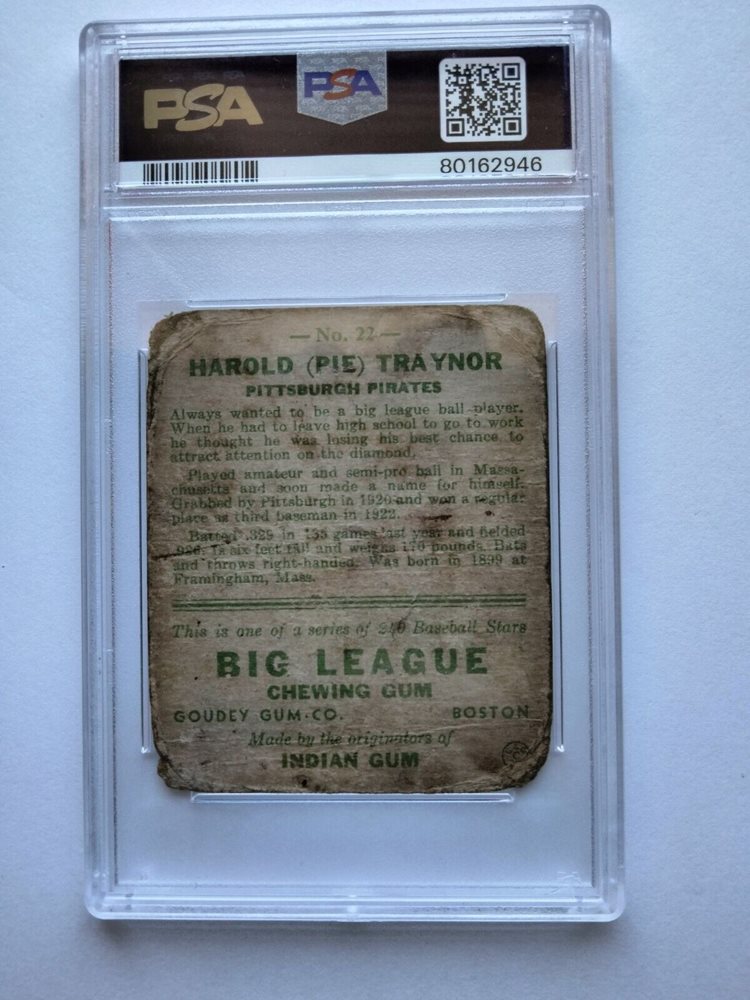 PSA
PSA
80162946
— No. 22 —
HAROLD (PIE) TRAYNOR
PITTSBURGH PIRATES
Always wanted to be a big league ball player.
When he had to leave high school to go to work
he thought he was losing his best chance to
attract attention on the diamond.
Played amateur and semi-pro ball in Massa-
chusetts and soon made a name for himself.
Grabbed by Pittsburgh in 1920 and won a regular
place as third baseman in 1922.
Batted .329 in 135 games last year and fielded
Is six feet tall and weighs 170 pounds. Bats
and throws right-handed. Was born in 1899 at
Framingham, Mass.
This is one of a series of 240 Baseball Stars
BIG LEAGUE
CHEWING GUM
GOUDEY GUM·CO. BOSTON
Made by the originators of
INDIAN GUM